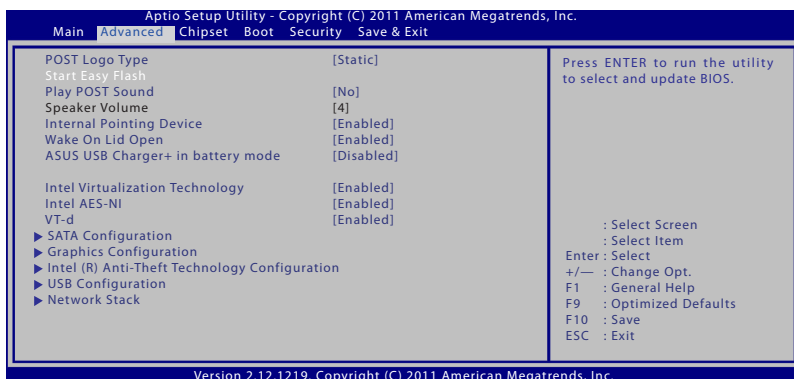 Aptio Setup Utility - Copyright (C) 2011 American Megatrends, Inc.
Main Advanced Chipset Boot Security Save & Exit
POST Logo Type [Static]
Start Easy Flash
Play POST Sound [No]
Speaker Volume [4]
Internal Pointing Device [Enabled]
Wake On Lid Open [Enabled]
ASUS USB Charger+ in battery mode [Disabled]
Intel Virtualization Technology [Enabled]
Intel AES-NI [Enabled]
VT-d [Enabled]
SATA Configuration
Graphics Configuration
Intel (R) Anti-Theft Technology Configuration
USB Configuration
Network Stack
Press ENTER to run the utility
to select and update BIOS.
: Select Screen
: Select Item
Enter : Select
+/— : Change Opt.
F1 : General Help
F9 : Optimized Defaults
F10 : Save
ESC : Exit
Version 2.12.1219. Copyright (C) 2011 American Megatrends, Inc.